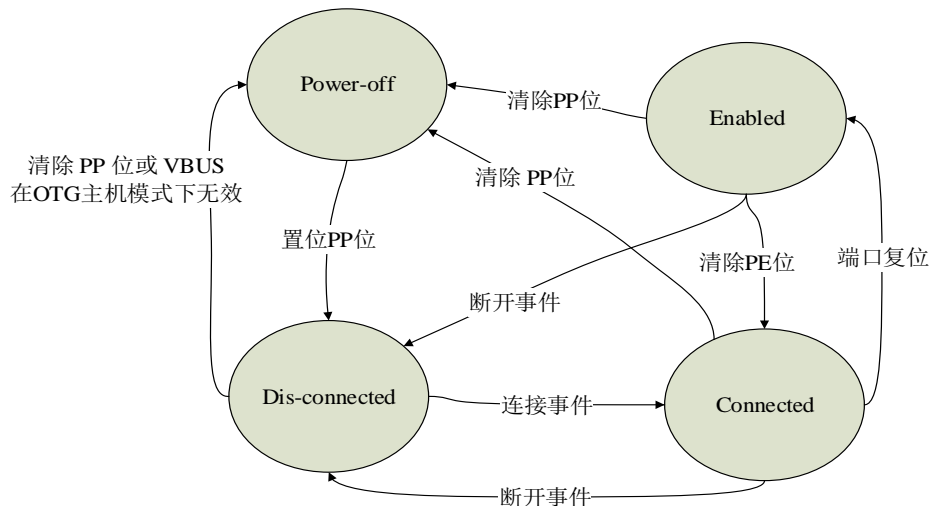 Power-off
清除PP位
Enabled
清除 PP 位或 VBUS
在OTG主机模式下无效
清除 PP位
置位PP位
清除PE位
端口复位
断开事件
Dis-connected
连接事件
Connected
断开事件